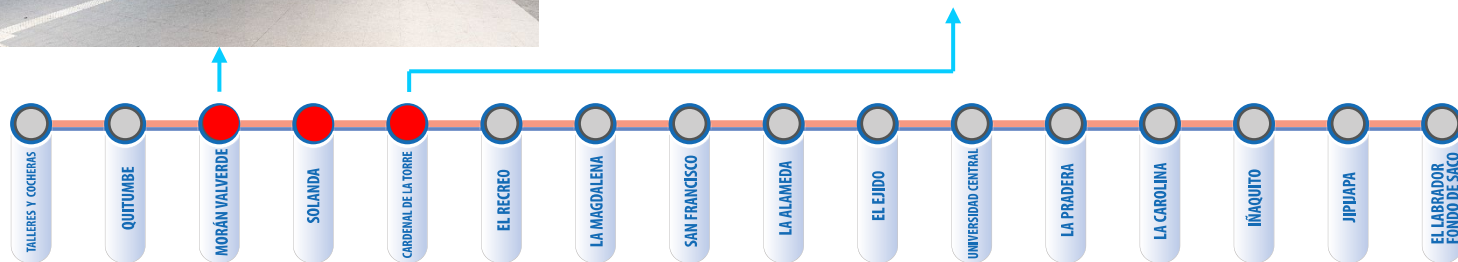 TALLERES Y COCHERAS
QUITUMBE
MORÁN VALVERDE
SOLANDA
CARDENAL DE LA TORRE
EL RECREO
LA MAGDALENA
SAN FRANCISCO
LA ALAMEDA
EL EJIDO
UNIVERSIDAD CENTRAL
LA PRADERA
LA CAROLINA
IÑAQUITO
JIPIJAPA
EL LABRADOR
FONDO DE SACO